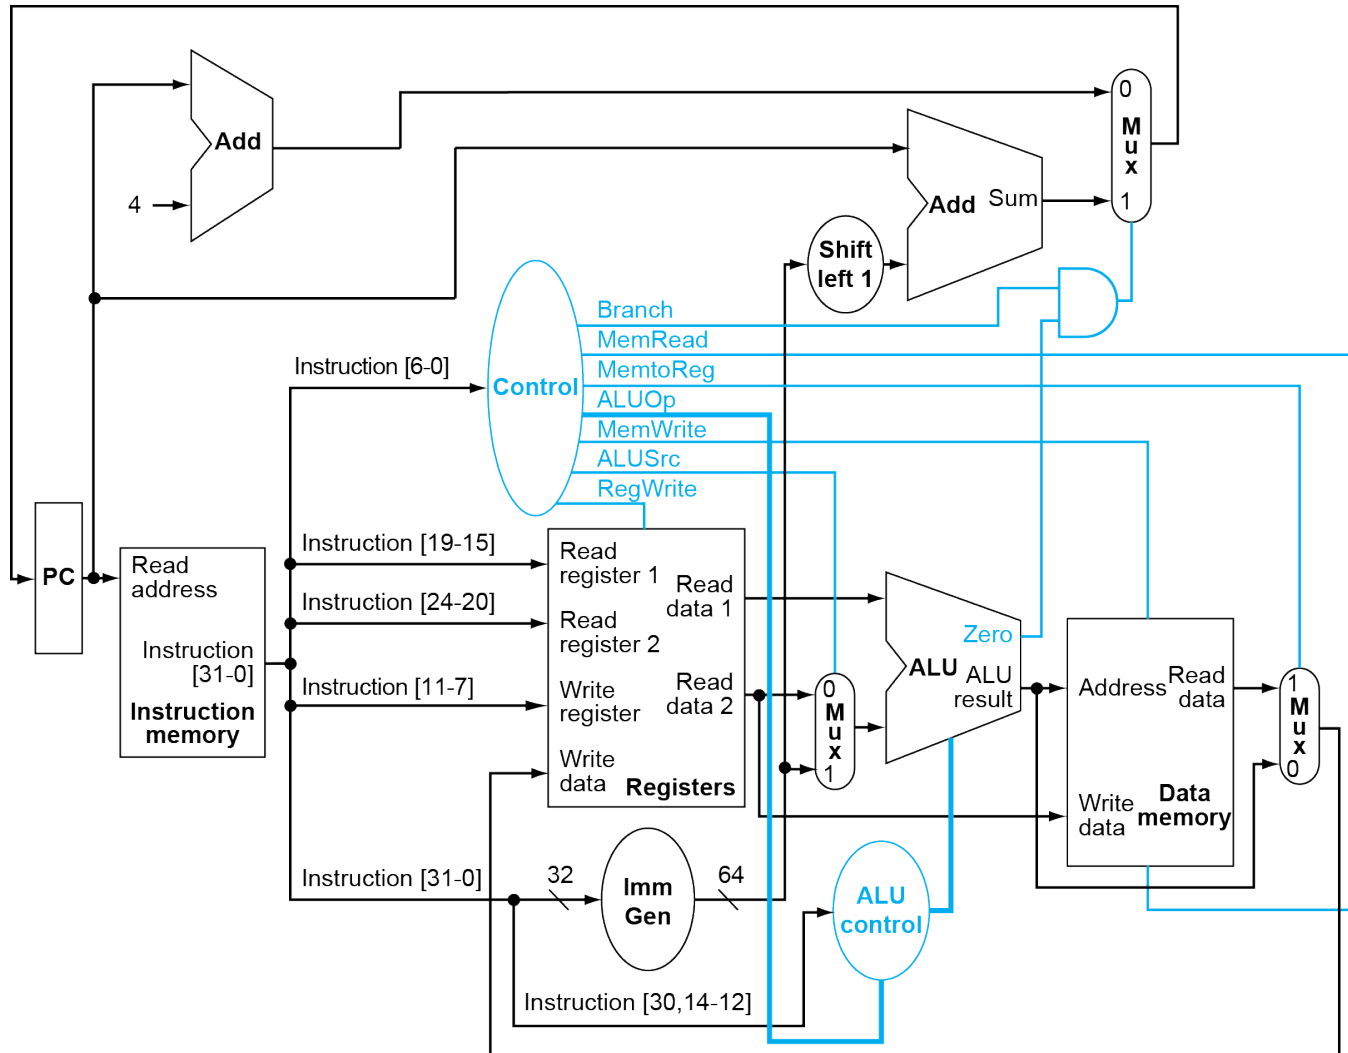 0
M
u
x
1
Add
4
Add
Sum
Shift
left 1
Branch
MemRead
MemtoReg
ALUOp
MemWrite
ALUSrc
RegWrite
Instruction [6-0]
Control
PC
Read
address
Instruction
[31-0]
Instruction
memory
Instruction [19-15]
Instruction [24-20]
Instruction [11-7]
Instruction [31-0]
Read
register 1
Read
register 2
Write
register
Write
data
Read
data 1
Read
data 2
Registers
0
M
u
x
1
Zero
ALU
ALU
result
Address
Read
data
Write
data
Data
memory
1
M
u
x
0
32
Imm
Gen
64
ALU
control
Instruction [30,14-12]